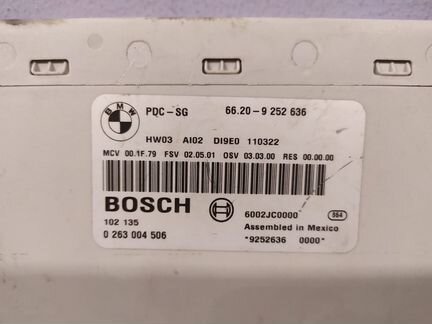 BMW
PDC-SG 66.20-9 252 636
HW03 AI02 DI9E0 110322
MCV 00.1F.79 FSV 02.05.01 OSV 03.03.00 RES 00.00.00
BOSCH 6002JC0000 554
102 135 Assembled in Mexico
0 263 004 506 *9252636 0000*